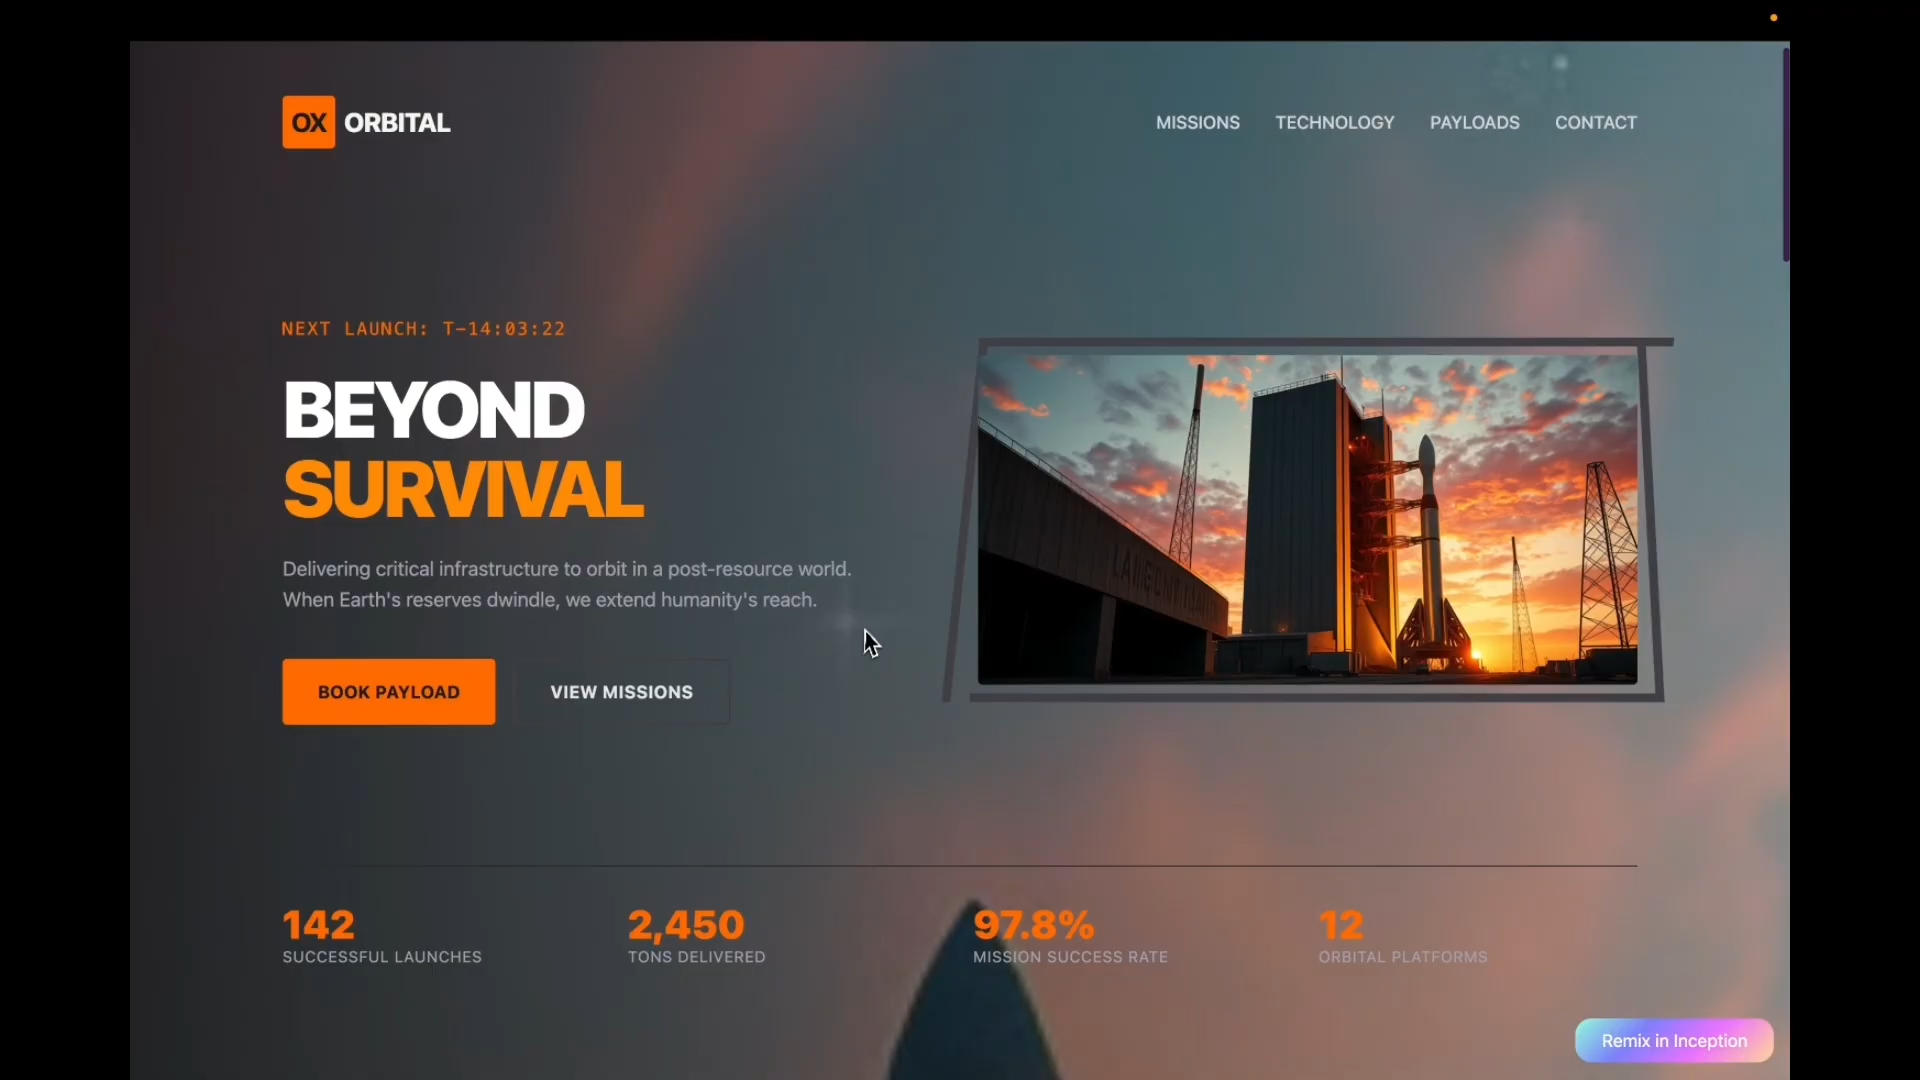 OX ORBITAL
MISSIONS TECHNOLOGY PAYLOADS CONTACT
NEXT LAUNCH: T-14:03:22
BEYOND
SURVIVAL
Delivering critical infrastructure to orbit in a post-resource world.
When Earth's reserves dwindle, we extend humanity's reach.
BOOK PAYLOAD
VIEW MISSIONS
142
SUCCESSFUL LAUNCHES
2,450
TONS DELIVERED
97.8%
MISSION SUCCESS RATE
12
ORBITAL PLATFORMS
Remix in Inception